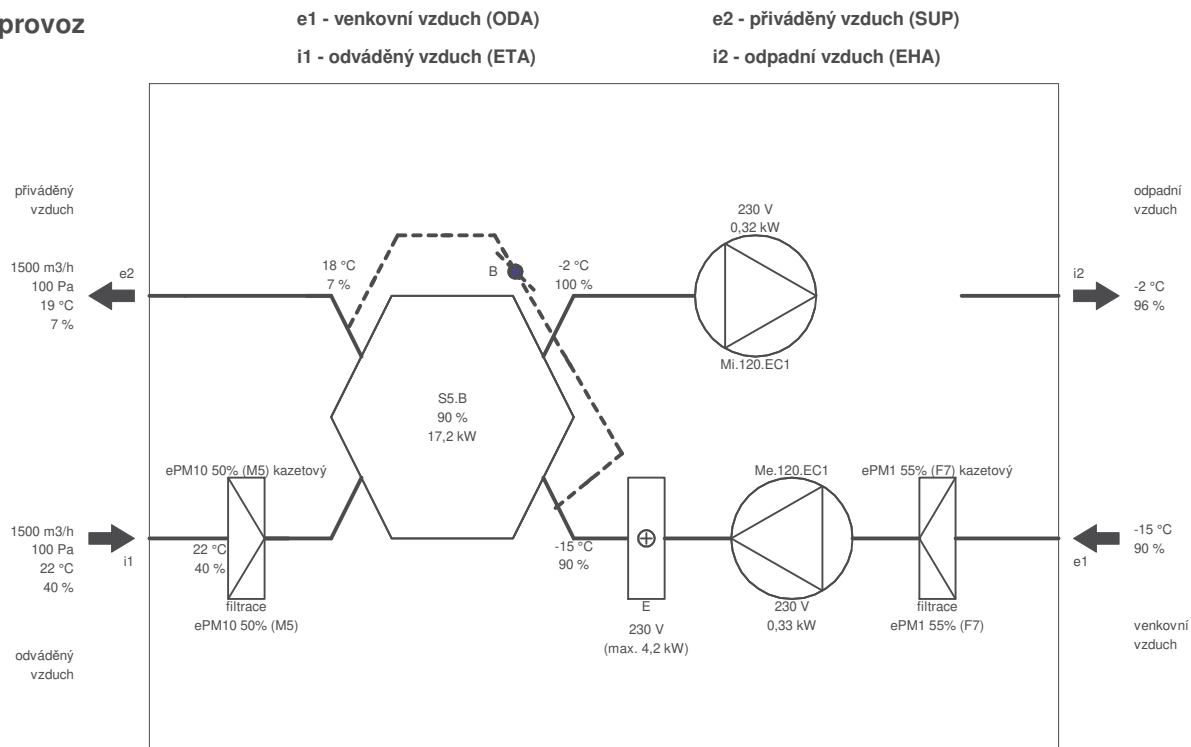 provoz
e1 - venkovní vzduch (ODA)
e2 - přiváděný vzduch (SUP)
i1 - odváděný vzduch (ETA)
i2 - odpadní vzduch (EHA)
přiváděný
vzduch
1500 m3/h
100 Pa
19 °C
7 %
e2
18 °C
7 %
B
-2 °C
100 %
230 V
0,32 kW
Mi.120.EC1
odpadní
vzduch
i2
-2 °C
96 %
S5.B
90 %
17,2 kW
ePM10 50% (M5) kazetový
1500 m3/h
100 Pa
22 °C
40 %
i1
22 °C
40 %
filtrace
ePM10 50% (M5)
odváděný
vzduch
-15 °C
90 %
E
230 V
(max. 4,2 kW)
Me.120.EC1
230 V
0,33 kW
ePM1 55% (F7) kazetový
filtrace
ePM1 55% (F7)
e1
-15 °C
90 %
venkovní
vzduch